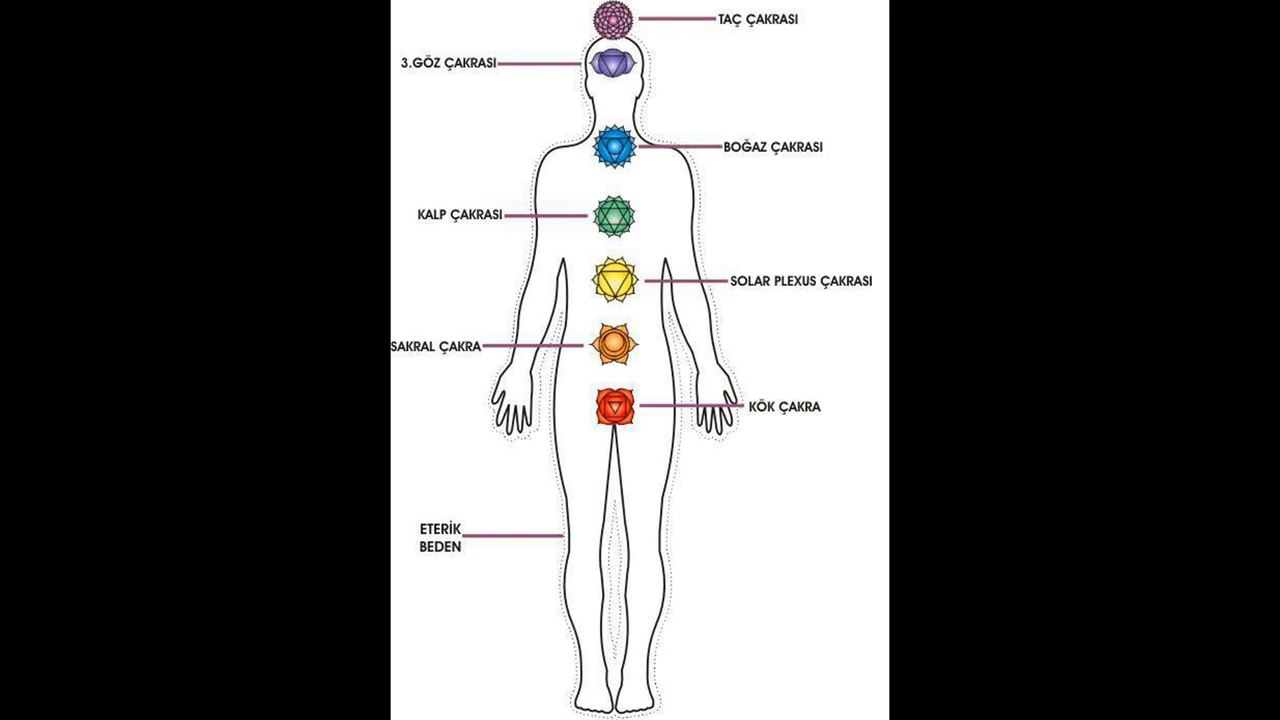 TAÇ ÇAKRASI
3.GÖZ ÇAKRASI
BOĞAZ ÇAKRASI
KALP ÇAKRASI
SOLAR PLEXUS ÇAKRASI
SAKRAL ÇAKRA
KÖK ÇAKRA
ETERİK
BEDEN